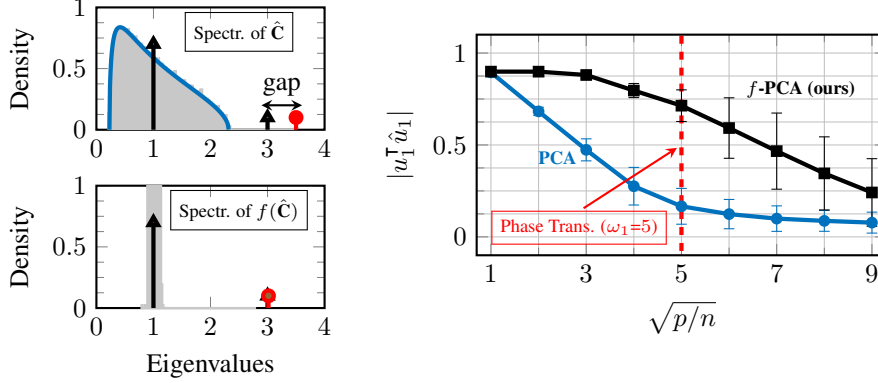 1
0.5
0
Density
Spectr. of Ĉ
gap
0 1 2 3 4
1
0.5
0
Density
Spectr. of f(Ĉ)
0 1 2 3 4
Eigenvalues
1
0.5
0
|u₁ᵀû₁|
f-PCA (ours)
PCA
Phase Trans. (ω₁=5)
1 3 5 7 9
√p/n